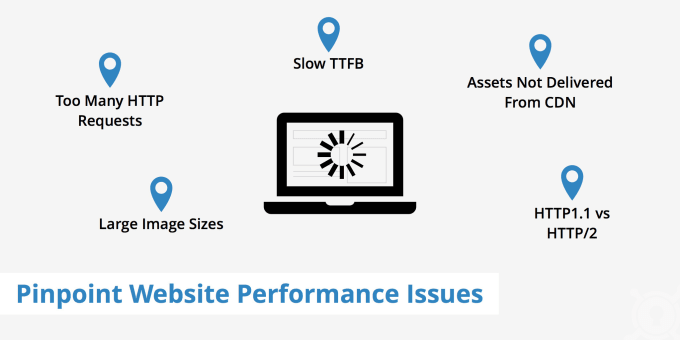 Slow TTFB
Too Many HTTP
Requests
Assets Not Delivered
From CDN
Large Image Sizes
HTTP1.1 vs
HTTP/2
Pinpoint Website Performance Issues